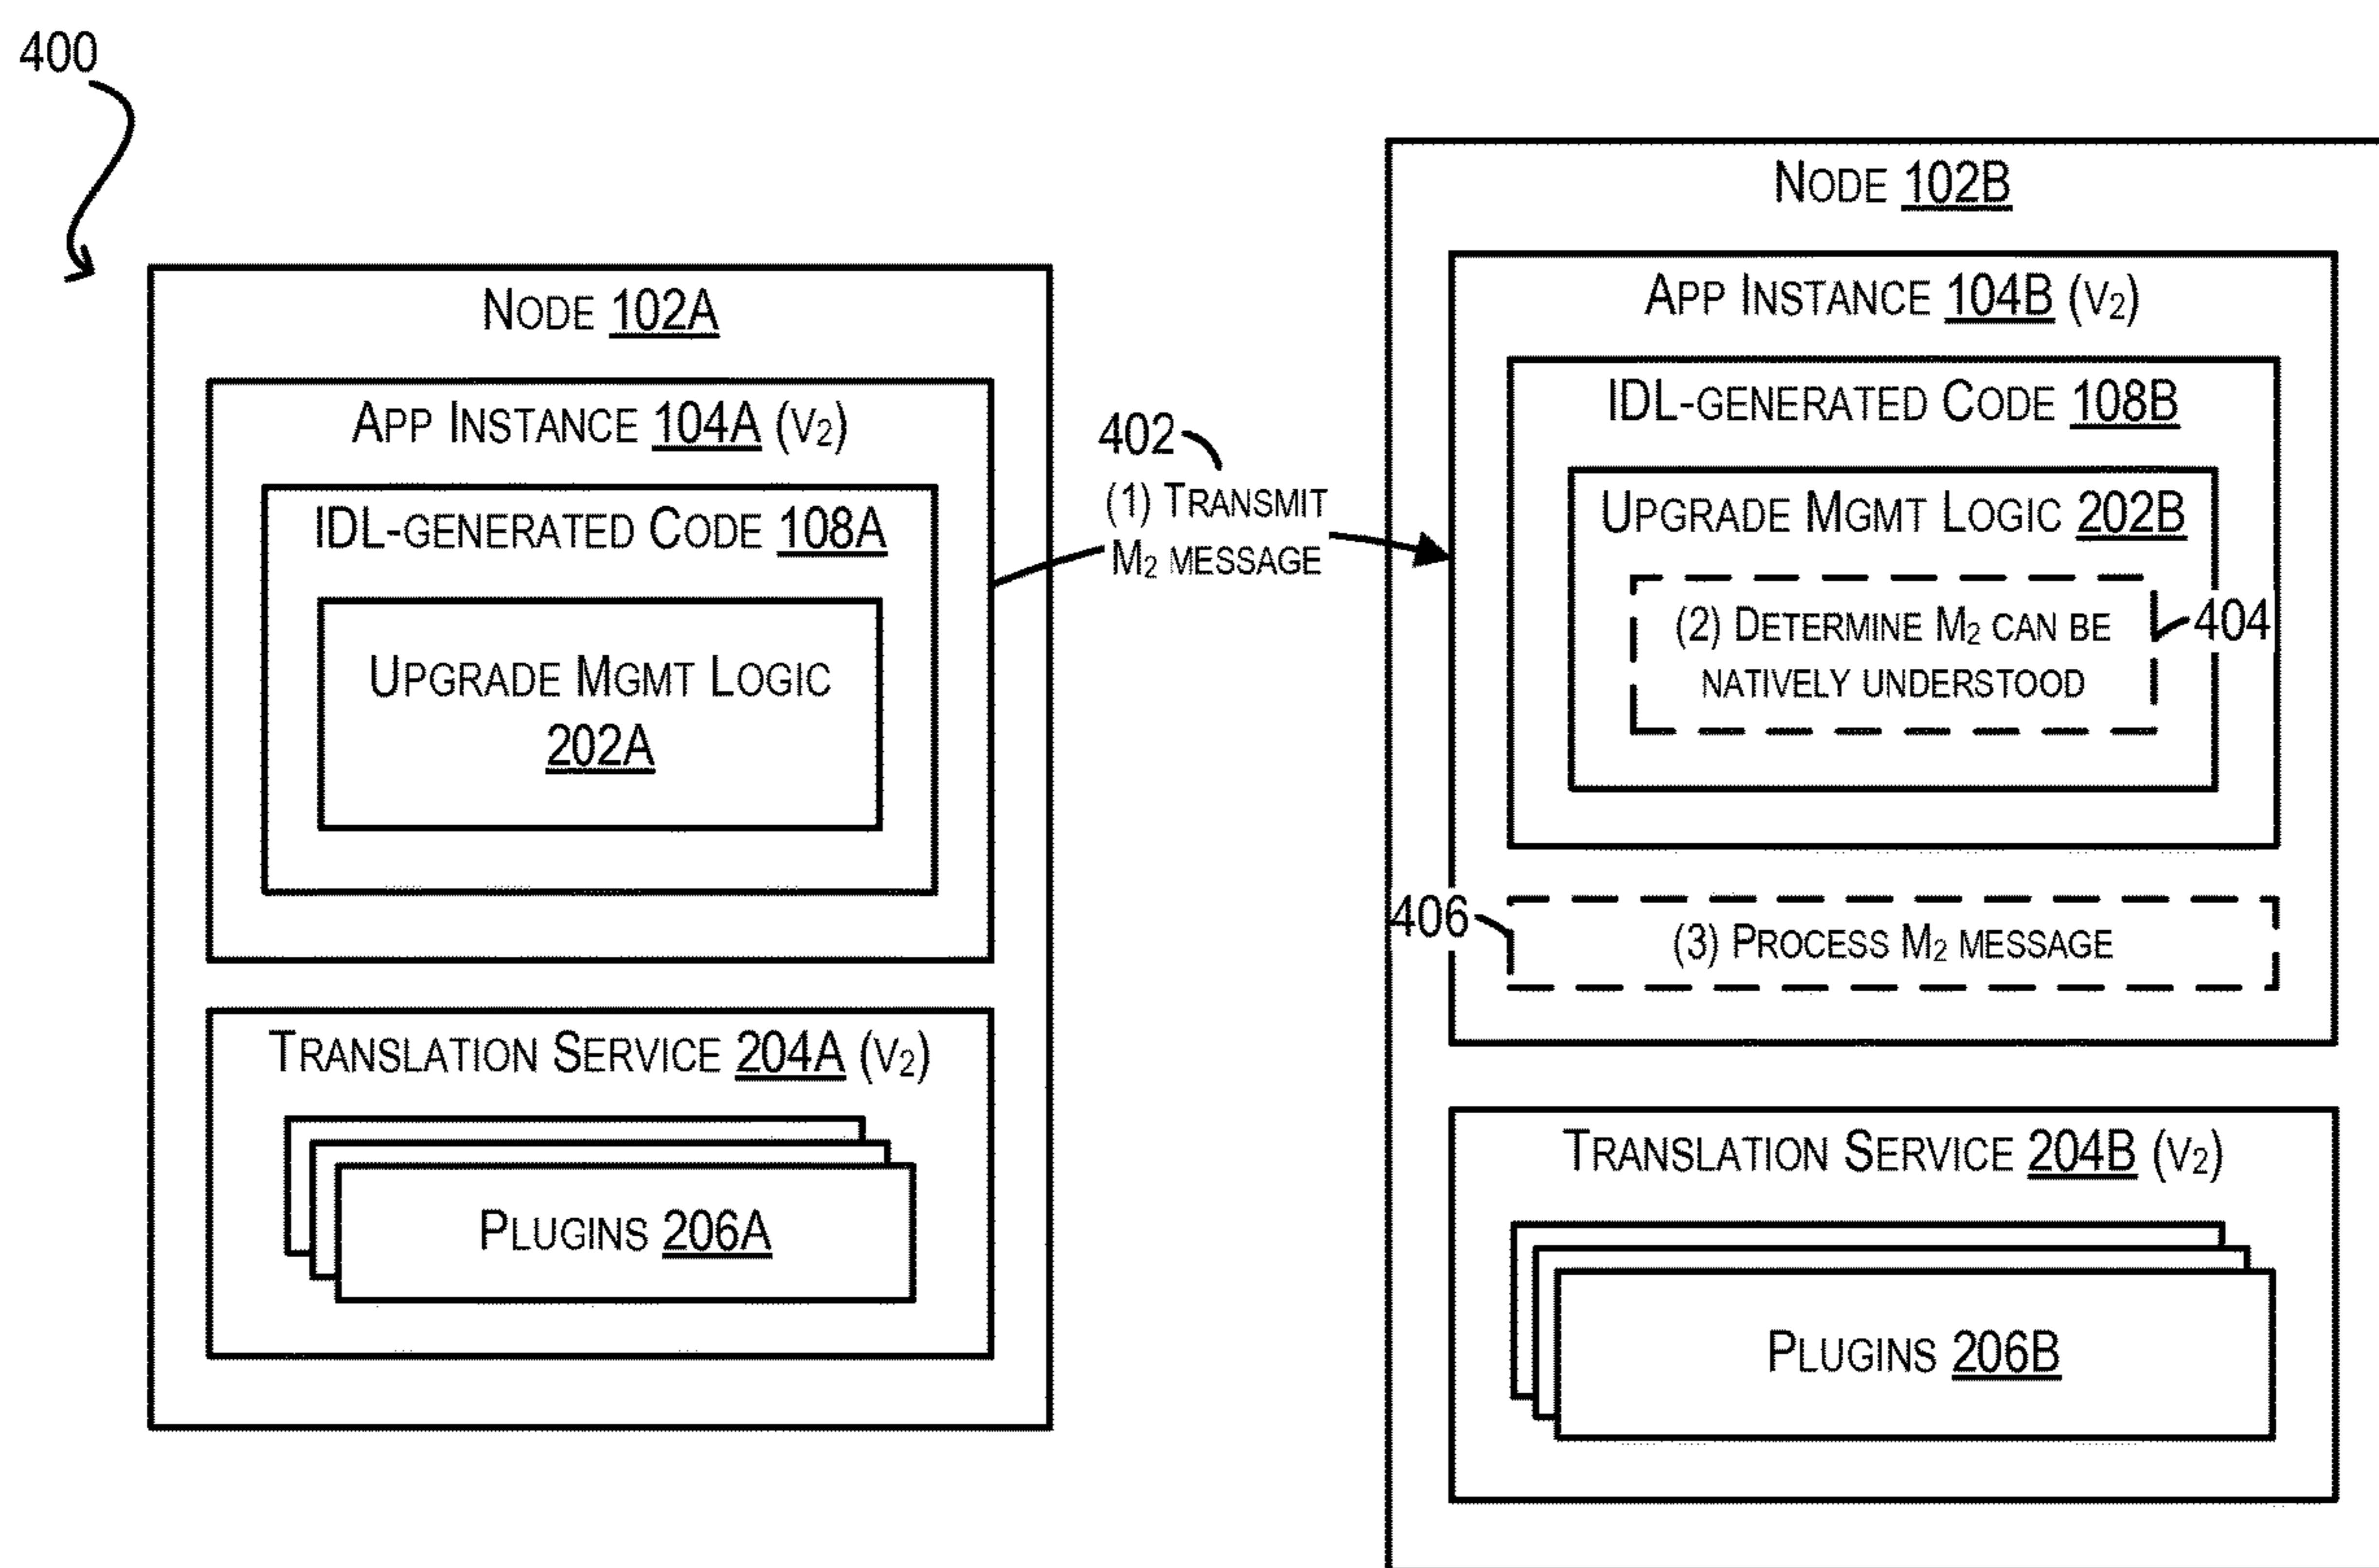 400
NODE 102A
APP INSTANCE 104A (V₂)
IDL-GENERATED CODE 108A
UPGRADE MGMT LOGIC
202A
TRANSLATION SERVICE 204A (V₂)
PLUGINS 206A
402
(1) TRANSMIT
M₂ MESSAGE
NODE 102B
APP INSTANCE 104B (V₂)
IDL-GENERATED CODE 108B
UPGRADE MGMT LOGIC 202B
(2) DETERMINE M₂ CAN BE
NATIVELY UNDERSTOOD
404
406
(3) PROCESS M₂ MESSAGE
TRANSLATION SERVICE 204B (V₂)
PLUGINS 206B